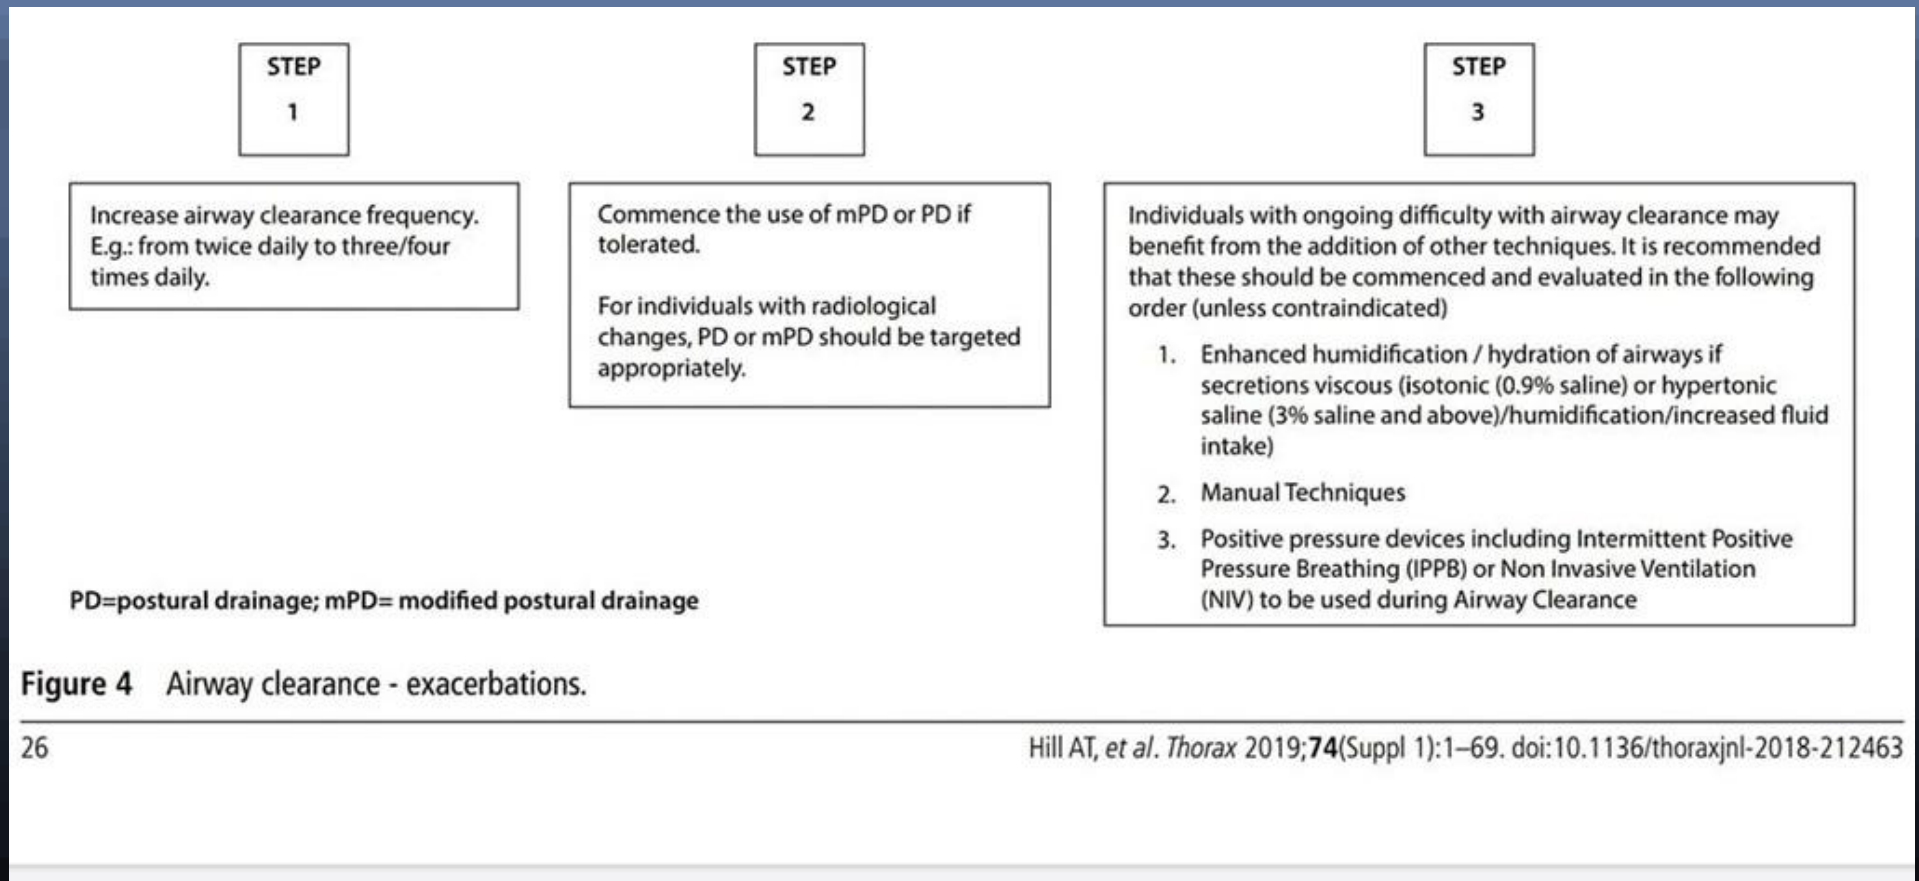 STEP
1
Increase airway clearance frequency.
E.g.: from twice daily to three/four
times daily.
STEP
2
Commence the use of mPD or PD if
tolerated.
For individuals with radiological
changes, PD or mPD should be targeted
appropriately.
STEP
3
Individuals with ongoing difficulty with airway clearance may
benefit from the addition of other techniques. It is recommended
that these should be commenced and evaluated in the following
order (unless contraindicated)
1. Enhanced humidification / hydration of airways if
secretions viscous (isotonic (0.9% saline) or hypertonic
saline (3% saline and above)/humidification/increased fluid
intake)
2. Manual Techniques
3. Positive pressure devices including Intermittent Positive
Pressure Breathing (IPPB) or Non Invasive Ventilation
(NIV) to be used during Airway Clearance
PD=postural drainage; mPD= modified postural drainage
Figure 4 Airway clearance - exacerbations.
26
Hill AT, et al. Thorax 2019;74(Suppl 1):1–69. doi:10.1136/thoraxjnl-2018-212463